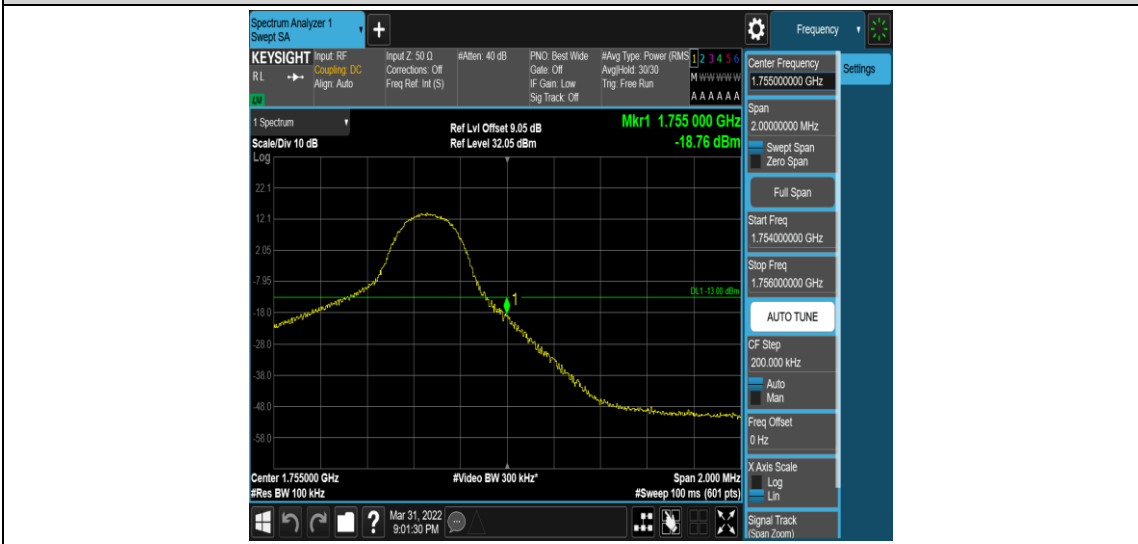 Spectrum Analyzer 1
Swept SA
+
Frequency
KEYSIGHT
R L
LXI
Input: RF
Coupling: DC
Align: Auto
Input Z: 50 Ω
Corrections: Off
Freq Ref: Int (S)
#Atten: 40 dB
PNO: Best Wide
Gate: Off
IF Gain: Low
Sig Track: Off
#Avg Type: Power (RMS
Avg|Hold: 30/30
Trig: Free Run
1 2 3 4 5 6
M W W W W W
A A A A A A
Center Frequency
1.755000000 GHz
Settings
Span
2.00000000 MHz
Swept Span
Zero Span
Full Span
Start Freq
1.754000000 GHz
Stop Freq
1.756000000 GHz
AUTO TUNE
CF Step
200.000 kHz
Auto
Man
Freq Offset
0 Hz
X Axis Scale
Log
Lin
Signal Track
(Span Zoom)
1 Spectrum
Scale/Div 10 dB
Log
Ref Lvl Offset 9.05 dB
Ref Level 32.05 dBm
Mkr1 1.755 000 GHz
-18.76 dBm
22.1
12.1
2.05
-7.95
DL1 -13.00 dBm
1
-18.0
-28.0
-38.0
-48.0
-58.0
Center 1.755000 GHz
#Video BW 300 kHz*
Span 2.000 MHz
#Res BW 100 kHz
#Sweep 100 ms (601 pts)
?
Mar 31, 2022
9:01:30 PM